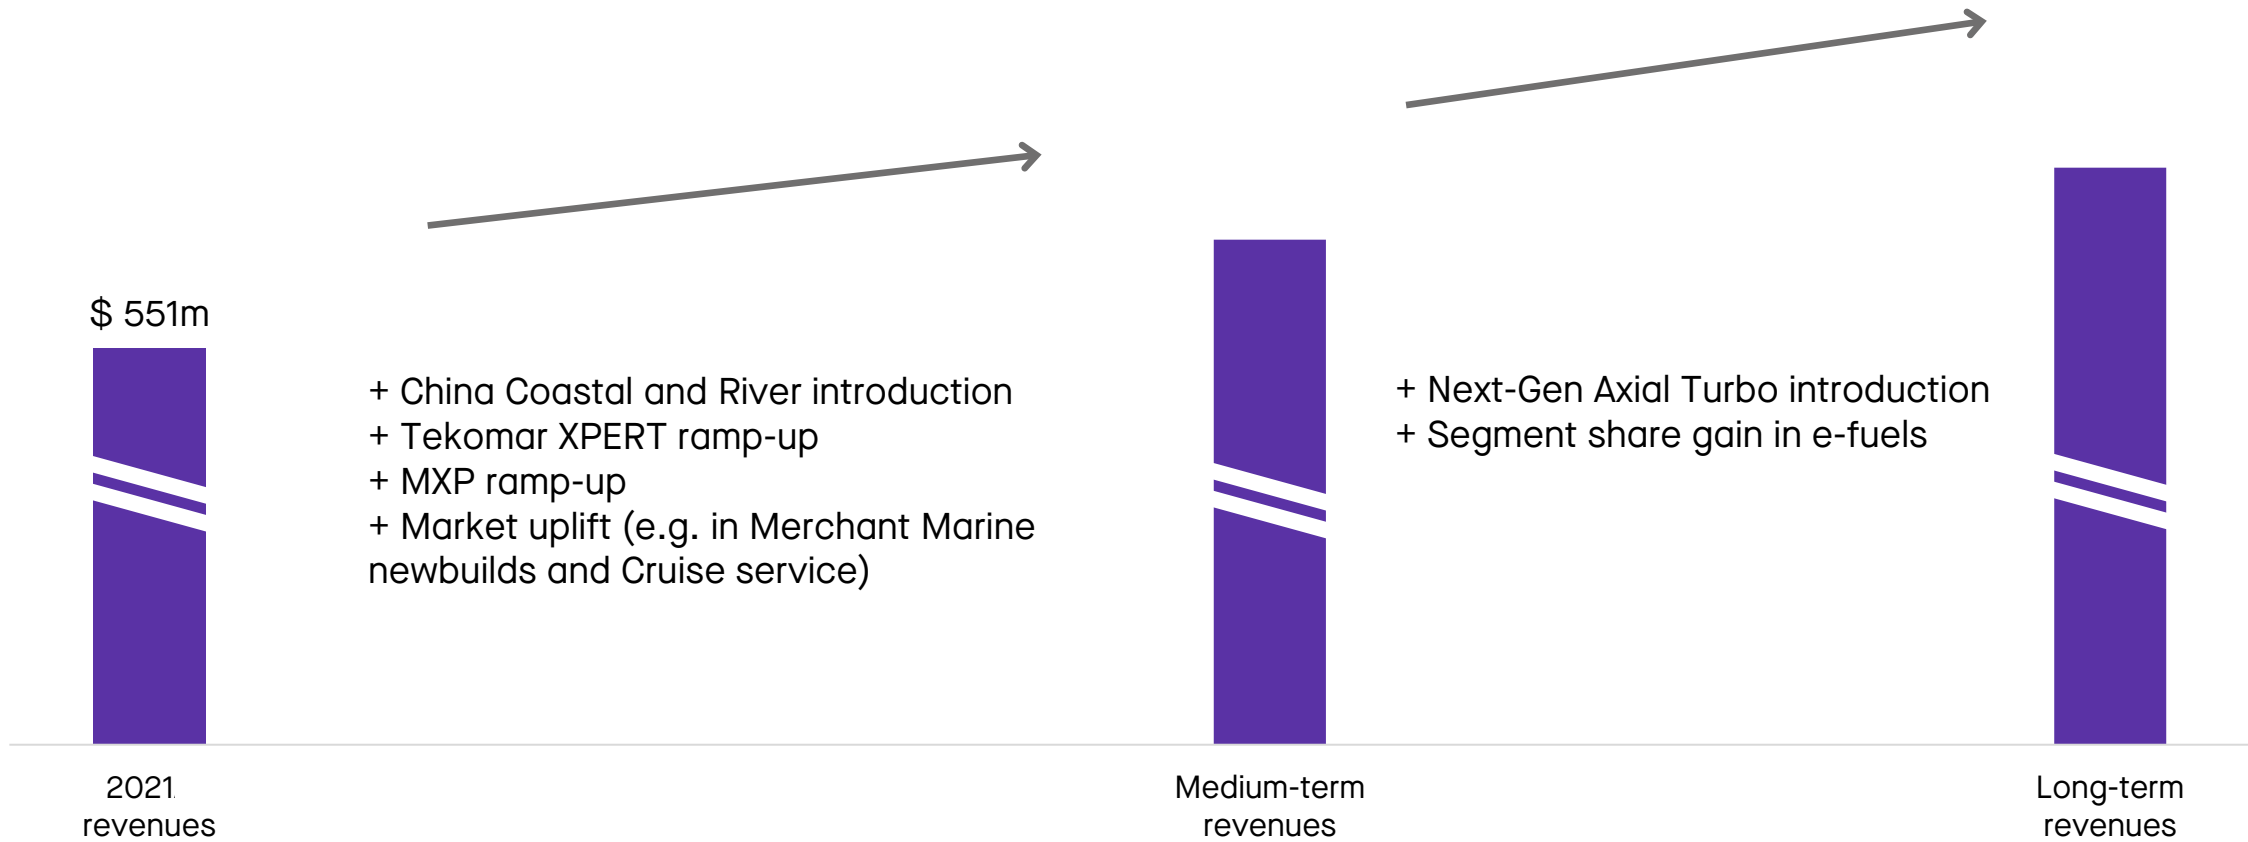 $ 551m
+ China Coastal and River introduction
+ Tekomar XPERT ramp-up
+ MXP ramp-up
+ Market uplift (e.g. in Merchant Marine
newbuilds and Cruise service)
+ Next-Gen Axial Turbo introduction
+ Segment share gain in e-fuels
2021
revenues
Medium-term
revenues
Long-term
revenues